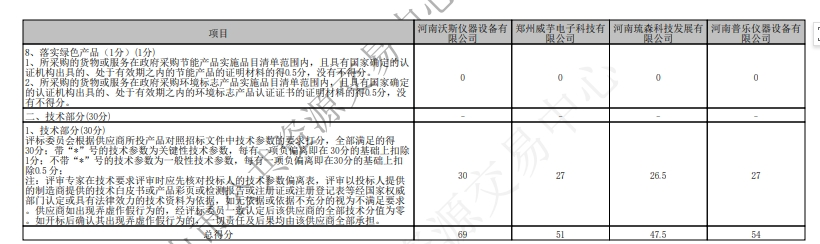 项目 河南沃斯仪器设备有限公司 郑州威芋电子科技有限公司 河南琉森科技发展有限公司 河南普乐仪器设备有限公司
8、落实绿色产品（1分）(1分)
1、所采购的货物或服务在政府采购节能产品实施品目清单范围内，且具有国家确定的认
证机构出具的、处于有效期之内的节能产品的证明材料的得0.5分，没有不得分。
2、所采购的货物或服务在政府采购环境标志产品实施品目清单范围内，且具有国家确定
的认证机构出具的、处于有效期之内的环境标志产品认证证书的证明材料的得0.5分，没
有不得分。
0 0 0 0
二、技术部分(30分) - - - -
1、技术部分(30分)
评标委员会根据供应商所投产品对照招标文件中技术参数的要求打分，全部满足的得
30分；带“*”号的技术参数为关键性技术参数，每有一项负偏离即在30分的基础上扣除
1分；不带“*”号的技术参数为一般性技术参数，每有一项负偏离即在30分的基础上扣
除0.5分；
注：评审专家在技术要求评审时应先核对投标人的技术参数偏离表，评审以投标人提供
的制造商提供的技术白皮书或产品彩页或检测报告或注册证或注册登记表等经国家权威
部门认定或具有法律效力的技术资料为依据，如无依据或依据不充分的视为不满足要求
。供应商如出现弄虚作假行为的，经评标委员一致认定后该供应商的全部技术分值为零
。如开标后确认其出现弄虚作假行为的，一切责任及后果均由该供应商全部承担。
30 27 26.5 27
总得分 69 51 47.5 54